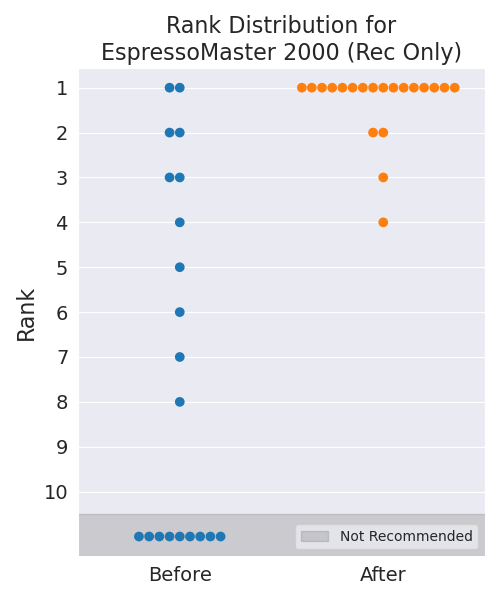 Rank Distribution for
EspressoMaster 2000 (Rec Only)
Rank
1
2
3
4
5
6
7
8
9
10
Not Recommended
Before
After